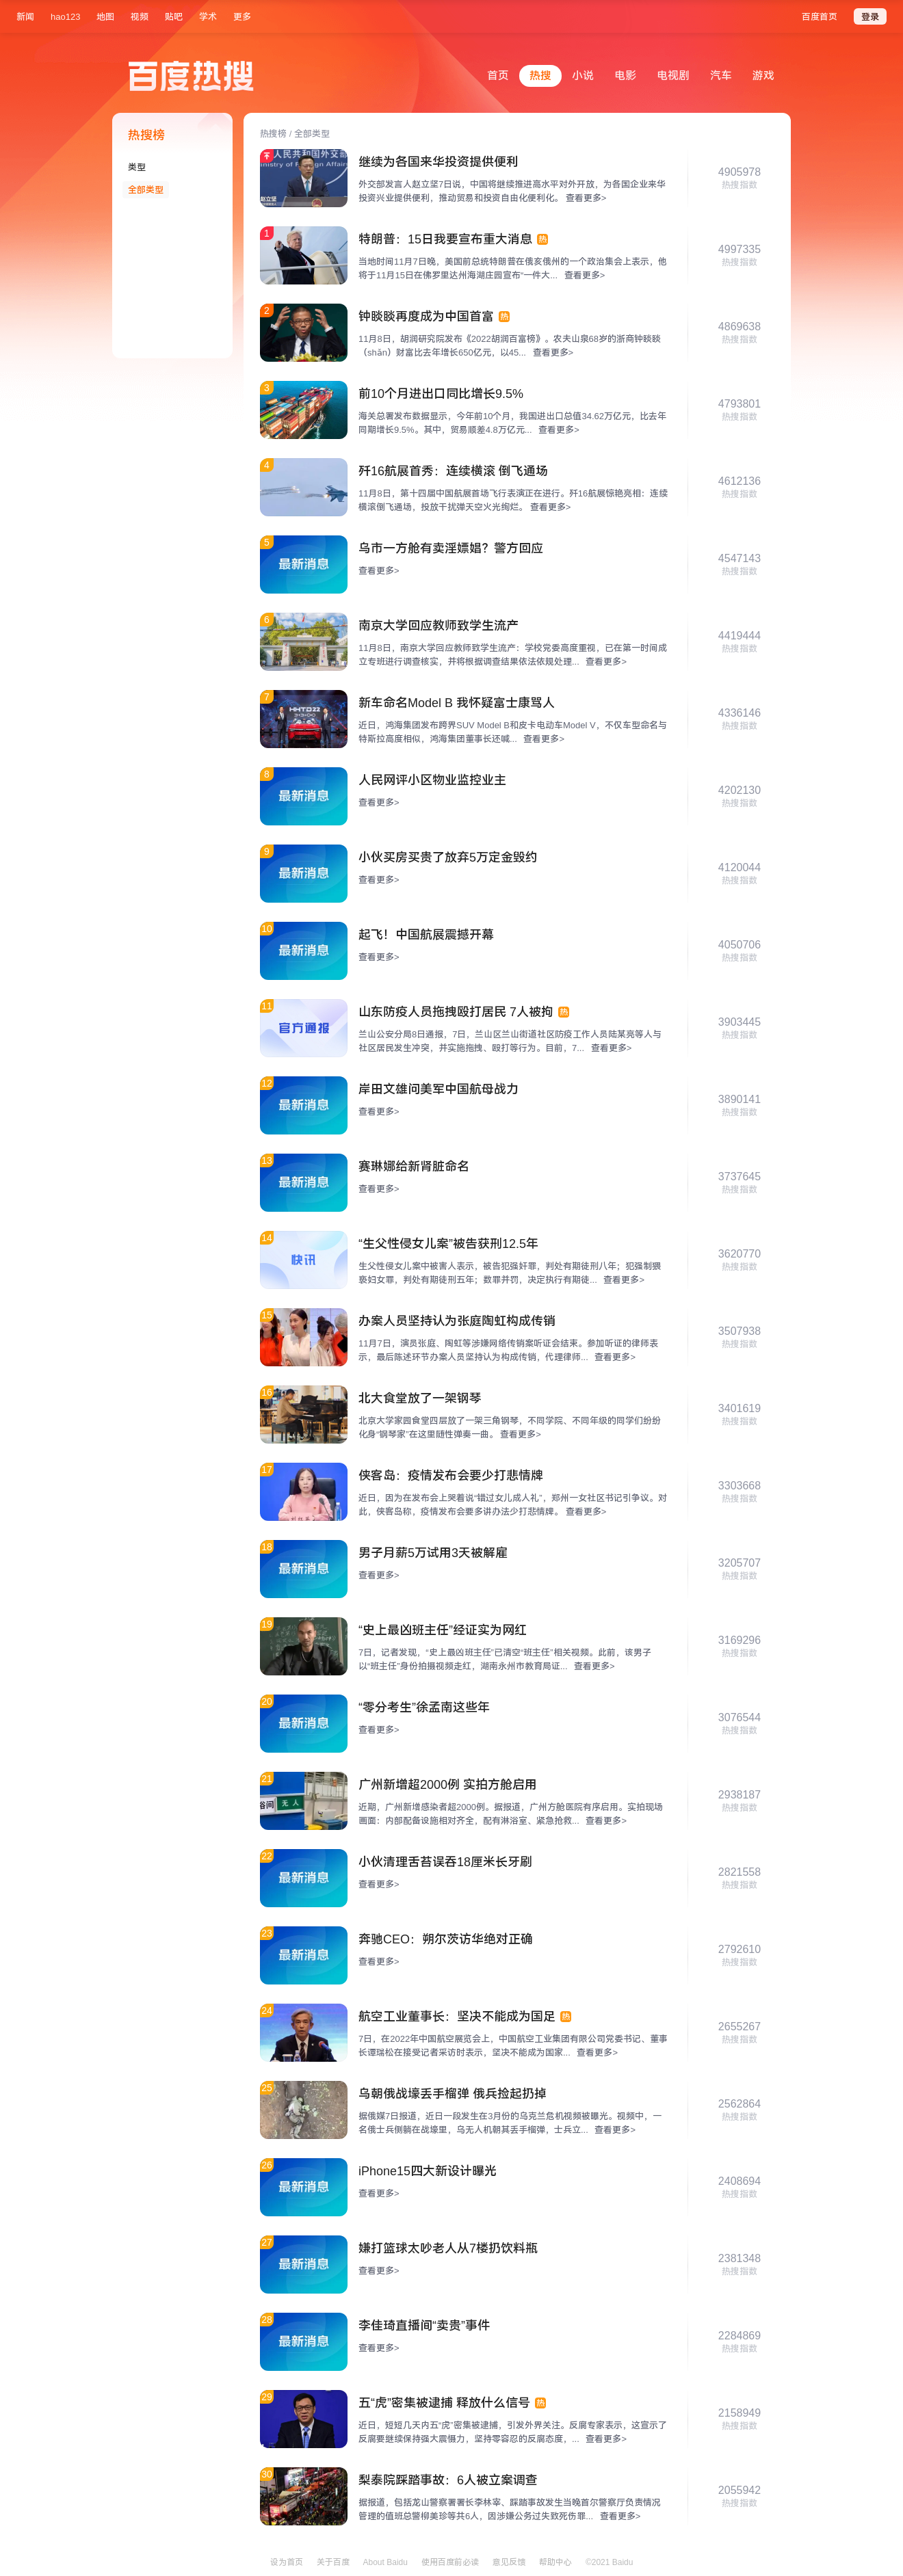 新闻 hao123 地图 视频 贴吧 学术 更多 百度首页 登录
百度热搜
首页 热搜 小说 电影 电视剧 汽车 游戏
热搜榜
类型
全部类型
热搜榜 / 全部类型
继续为各国来华投资提供便利
外交部发言人赵立坚7日说，中国将继续推进高水平对外开放，为各国企业来华
投资兴业提供便利，推动贸易和投资自由化便利化。 查看更多>
4905978
热搜指数
1
特朗普：15日我要宣布重大消息 热
当地时间11月7日晚，美国前总统特朗普在俄亥俄州的一个政治集会上表示，他
将于11月15日在佛罗里达州海湖庄园宣布“一件大... 查看更多>
4997335
热搜指数
2
钟睒睒再度成为中国首富 热
11月8日，胡润研究院发布《2022胡润百富榜》。农夫山泉68岁的浙商钟睒睒
（shǎn）财富比去年增长650亿元，以45... 查看更多>
4869638
热搜指数
3
前10个月进出口同比增长9.5%
海关总署发布数据显示，今年前10个月，我国进出口总值34.62万亿元，比去年
同期增长9.5%。其中，贸易顺差4.8万亿元... 查看更多>
4793801
热搜指数
4
歼16航展首秀：连续横滚 倒飞通场
11月8日，第十四届中国航展首场飞行表演正在进行。歼16航展惊艳亮相：连续
横滚倒飞通场，投放干扰弹天空火光绚烂。 查看更多>
4612136
热搜指数
5
最新消息
乌市一方舱有卖淫嫖娼？警方回应
查看更多>
4547143
热搜指数
6
南京大学回应教师致学生流产
11月8日，南京大学回应教师致学生流产：学校党委高度重视，已在第一时间成
立专班进行调查核实，并将根据调查结果依法依规处理... 查看更多>
4419444
热搜指数
7
新车命名Model B 我怀疑富士康骂人
近日，鸿海集团发布跨界SUV Model B和皮卡电动车Model V，不仅车型命名与
特斯拉高度相似，鸿海集团董事长还喊... 查看更多>
4336146
热搜指数
8
最新消息
人民网评小区物业监控业主
查看更多>
4202130
热搜指数
9
最新消息
小伙买房买贵了放弃5万定金毁约
查看更多>
4120044
热搜指数
10
最新消息
起飞！中国航展震撼开幕
查看更多>
4050706
热搜指数
11
官方通报
山东防疫人员拖拽殴打居民 7人被拘 热
兰山公安分局8日通报，7日，兰山区兰山街道社区防疫工作人员陆某亮等人与
社区居民发生冲突，并实施拖拽、殴打等行为。目前，7... 查看更多>
3903445
热搜指数
12
最新消息
岸田文雄问美军中国航母战力
查看更多>
3890141
热搜指数
13
最新消息
赛琳娜给新肾脏命名
查看更多>
3737645
热搜指数
14
快讯
“生父性侵女儿案”被告获刑12.5年
生父性侵女儿案中被害人表示，被告犯强奸罪，判处有期徒刑八年；犯强制猥
亵妇女罪，判处有期徒刑五年；数罪并罚，决定执行有期徒... 查看更多>
3620770
热搜指数
15
办案人员坚持认为张庭陶虹构成传销
11月7日，演员张庭、陶虹等涉嫌网络传销案听证会结束。参加听证的律师表
示，最后陈述环节办案人员坚持认为构成传销，代理律师... 查看更多>
3507938
热搜指数
16
北大食堂放了一架钢琴
北京大学家园食堂四层放了一架三角钢琴，不同学院、不同年级的同学们纷纷
化身“钢琴家”在这里随性弹奏一曲。 查看更多>
3401619
热搜指数
17
侠客岛：疫情发布会要少打悲情牌
近日，因为在发布会上哭着说“错过女儿成人礼”，郑州一女社区书记引争议。对
此，侠客岛称，疫情发布会要多讲办法少打悲情牌。 查看更多>
3303668
热搜指数
18
最新消息
男子月薪5万试用3天被解雇
查看更多>
3205707
热搜指数
19
“史上最凶班主任”经证实为网红
7日，记者发现，“史上最凶班主任”已清空“班主任”相关视频。此前，该男子
以“班主任”身份拍摄视频走红，湖南永州市教育局证... 查看更多>
3169296
热搜指数
20
最新消息
“零分考生”徐孟南这些年
查看更多>
3076544
热搜指数
21
浴间 无人
广州新增超2000例 实拍方舱启用
近期，广州新增感染者超2000例。据报道，广州方舱医院有序启用。实拍现场
画面：内部配备设施相对齐全，配有淋浴室、紧急抢救... 查看更多>
2938187
热搜指数
22
最新消息
小伙清理舌苔误吞18厘米长牙刷
查看更多>
2821558
热搜指数
23
最新消息
奔驰CEO：朔尔茨访华绝对正确
查看更多>
2792610
热搜指数
24
航空工业董事长：坚决不能成为国足 热
7日，在2022年中国航空展览会上，中国航空工业集团有限公司党委书记、董事
长谭瑞松在接受记者采访时表示，坚决不能成为国家... 查看更多>
2655267
热搜指数
25
乌朝俄战壕丢手榴弹 俄兵捡起扔掉
据俄媒7日报道，近日一段发生在3月份的乌克兰危机视频被曝光。视频中，一
名俄士兵侧躺在战壕里，乌无人机朝其丢手榴弹，士兵立... 查看更多>
2562864
热搜指数
26
最新消息
iPhone15四大新设计曝光
查看更多>
2408694
热搜指数
27
最新消息
嫌打篮球太吵老人从7楼扔饮料瓶
查看更多>
2381348
热搜指数
28
最新消息
李佳琦直播间“卖贵”事件
查看更多>
2284869
热搜指数
29
五“虎”密集被逮捕 释放什么信号 热
近日，短短几天内五“虎”密集被逮捕，引发外界关注。反腐专家表示，这宣示了
反腐要继续保持强大震慑力，坚持零容忍的反腐态度，... 查看更多>
2158949
热搜指数
30
梨泰院踩踏事故：6人被立案调查
据报道，包括龙山警察署署长李林宰、踩踏事故发生当晚首尔警察厅负责情况
管理的值班总警柳美珍等共6人，因涉嫌公务过失致死伤罪... 查看更多>
2055942
热搜指数
设为首页 关于百度 About Baidu 使用百度前必读 意见反馈 帮助中心 ©2021 Baidu